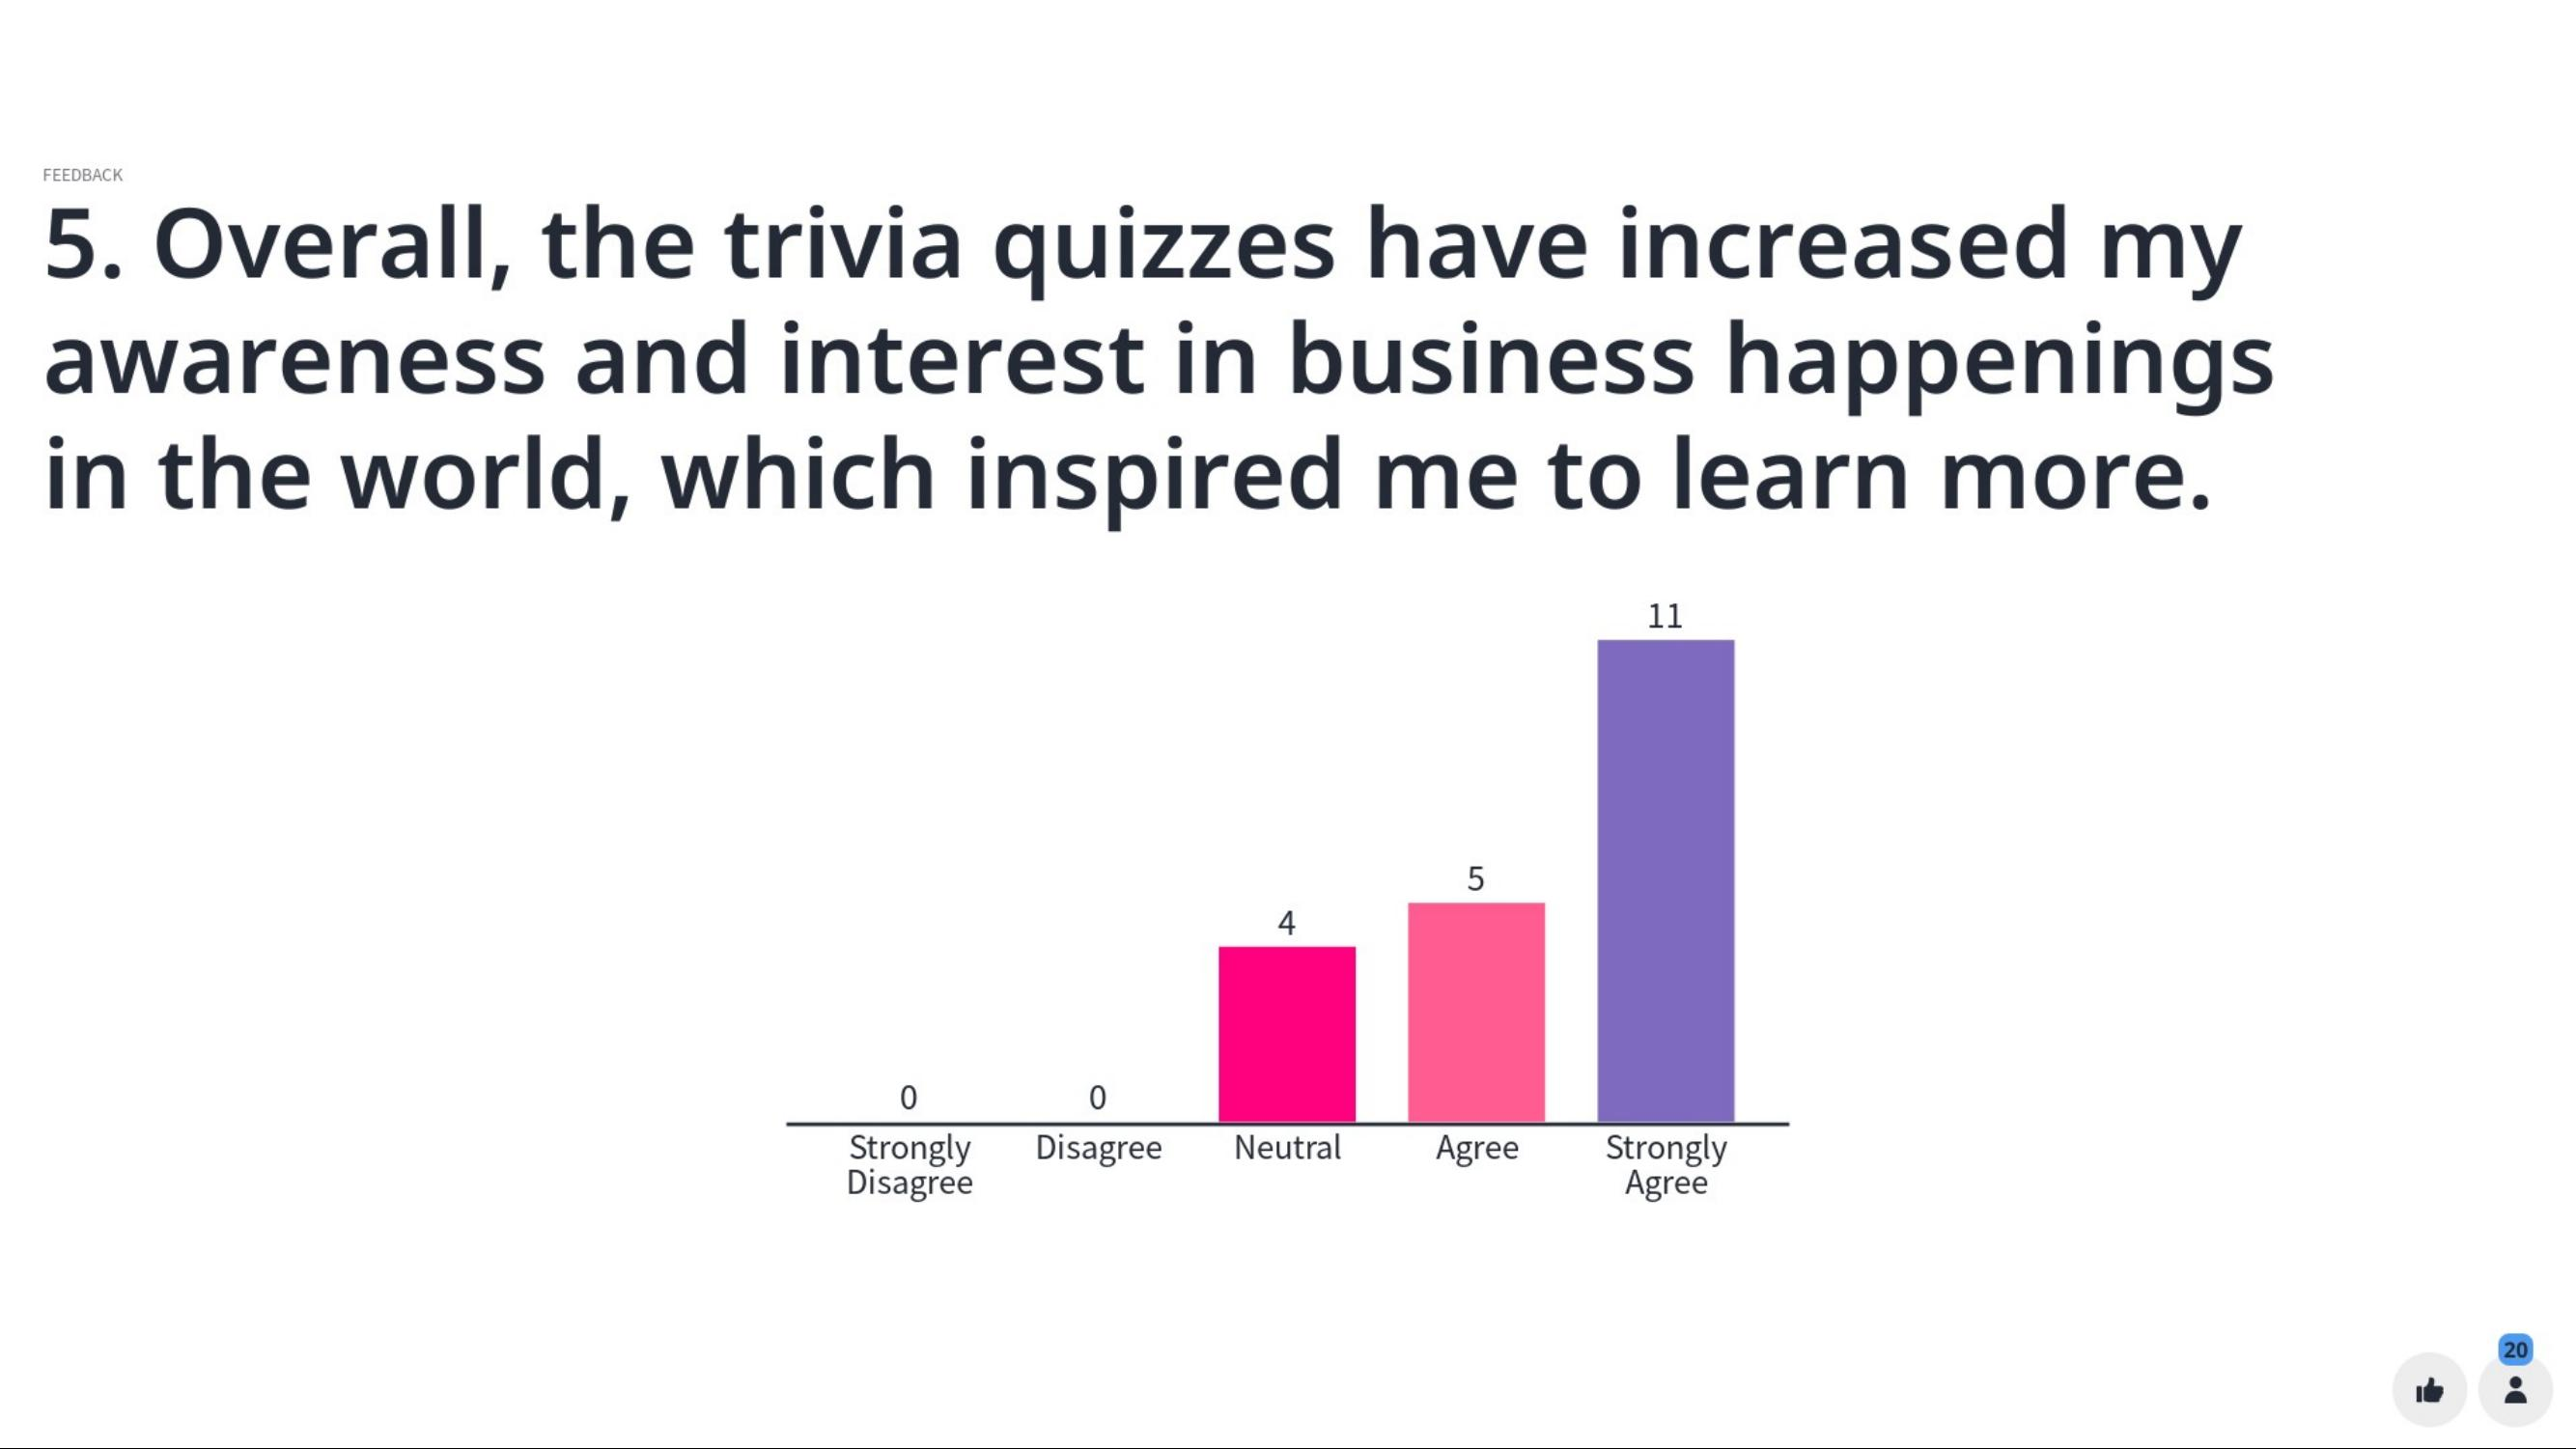 FEEDBACK
5. Overall, the trivia quizzes have increased my
awareness and interest in business happenings
in the world, which inspired me to learn more.
11
5
4
0 0
Strongly Disagree Neutral Agree Strongly
Disagree Agree
20